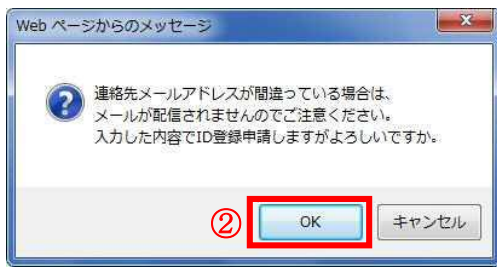 Web ページからのメッセージ
連絡先メールアドレスが間違っている場合は、
メールが配信されませんのでご注意ください。
入力した内容でID登録申請しますがよろしいですか。
② OK キャンセル